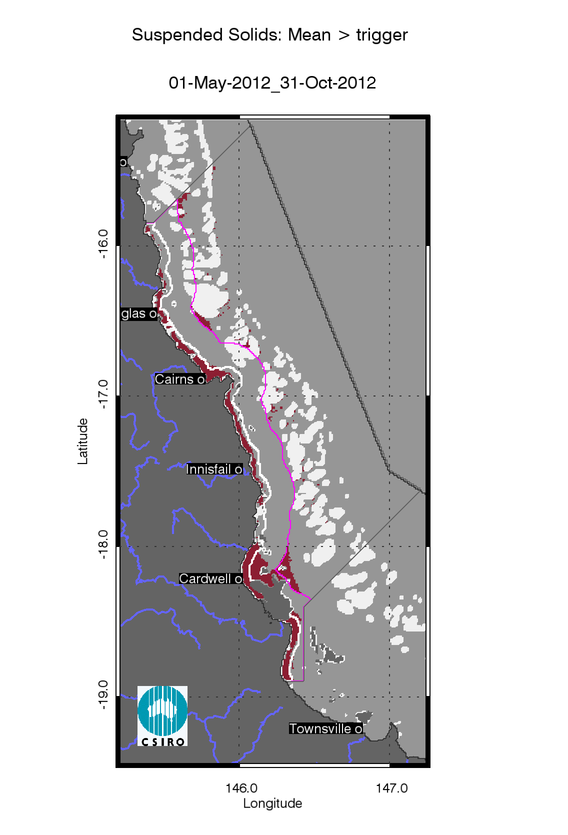 Suspended Solids: Mean > trigger
01-May-2012_31-Oct-2012
o
-16.0
glas o
Cairns o
-17.0
Latitude
Innisfail o
-18.0
Cardwell o
-19.0
CSIRO
Townsville o
146.0
147.0
Longitude